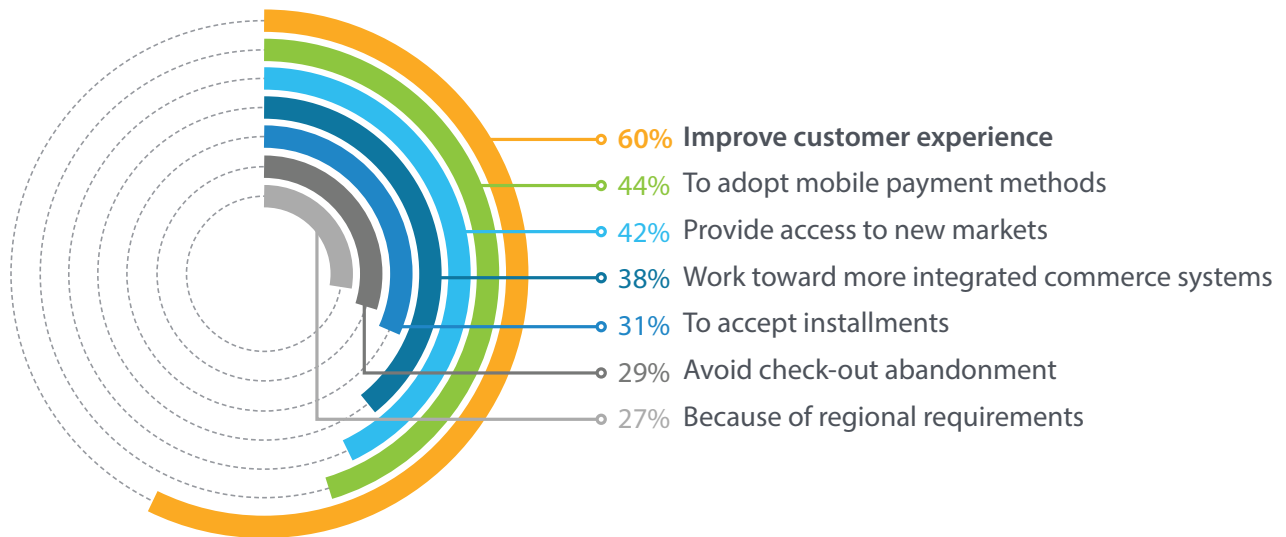 60% Improve customer experience
44% To adopt mobile payment methods
42% Provide access to new markets
38% Work toward more integrated commerce systems
31% To accept installments
29% Avoid check-out abandonment
27% Because of regional requirements